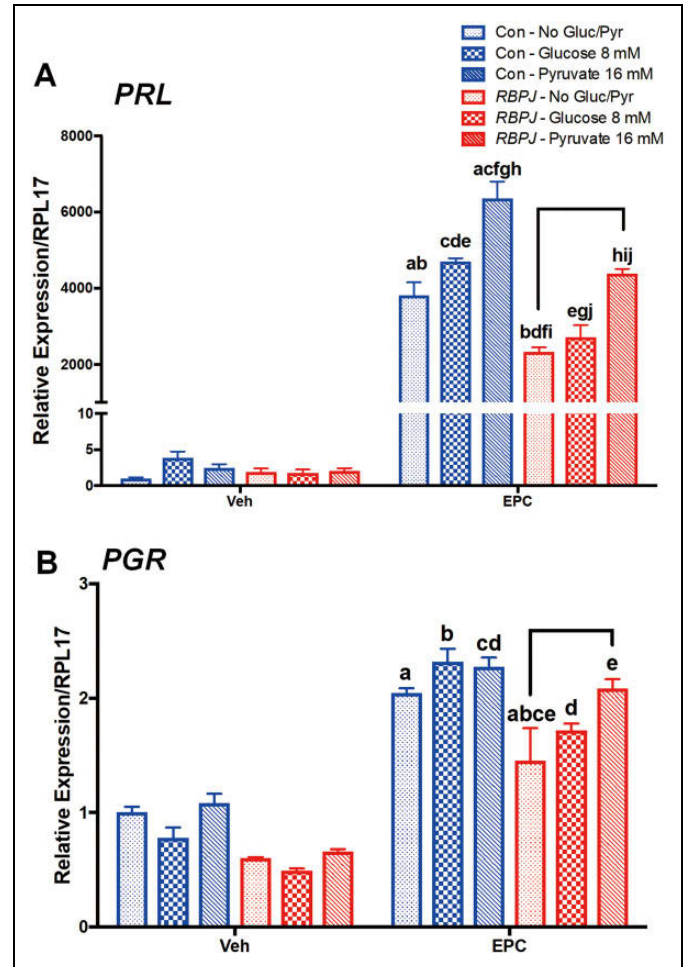 Con - No Gluc/Pyr
Con - Glucose 8 mM
Con - Pyruvate 16 mM
RBPJ - No Gluc/Pyr
RBPJ - Glucose 8 mM
RBPJ - Pyruvate 16 mM
A
PRL
Relative Expression/RPL17
8000
6000
4000
2000
10
5
0
ab
cde
acfgh
bdfi
egj
hij
Veh
EPC
B
PGR
Relative Expression/RPL17
3
2
1
0
a
b
cd
abce
d
e
Veh
EPC